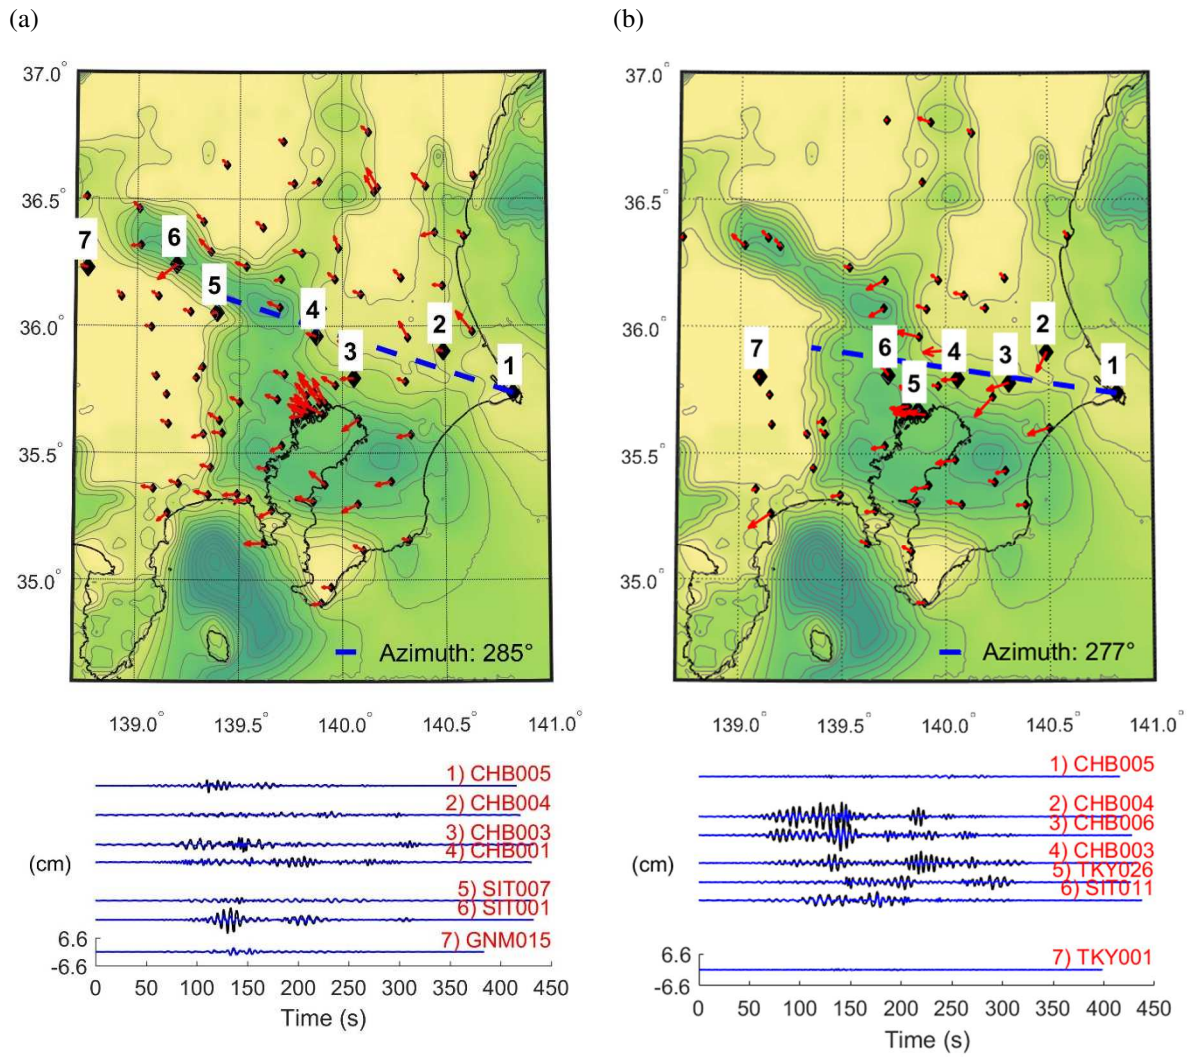 (a)
(b)
37.0°
36.5°
36.0°
35.5°
35.0°
7
6
5
4
3
2
1
Azimuth: 285°
139.0°
139.5°
140.0°
140.5°
141.0°
37.0
36.5
36.0
35.5
35.0
7
6
5
4
3
2
1
Azimuth: 277°
139.0
139.5
140.0
140.5
141.0
1) CHB005
2) CHB004
3) CHB003
4) CHB001
(cm)
5) SIT007
6) SIT001
7) GNM015
6.6
-6.6
0 50 100 150 200 250 300 350 400 450
Time (s)
1) CHB005
2) CHB004
3) CHB006
4) CHB003
(cm)
5) TKY026
6) SIT011
7) TKY001
6.6
-6.6
0 50 100 150 200 250 300 350 400 450
Time (s)